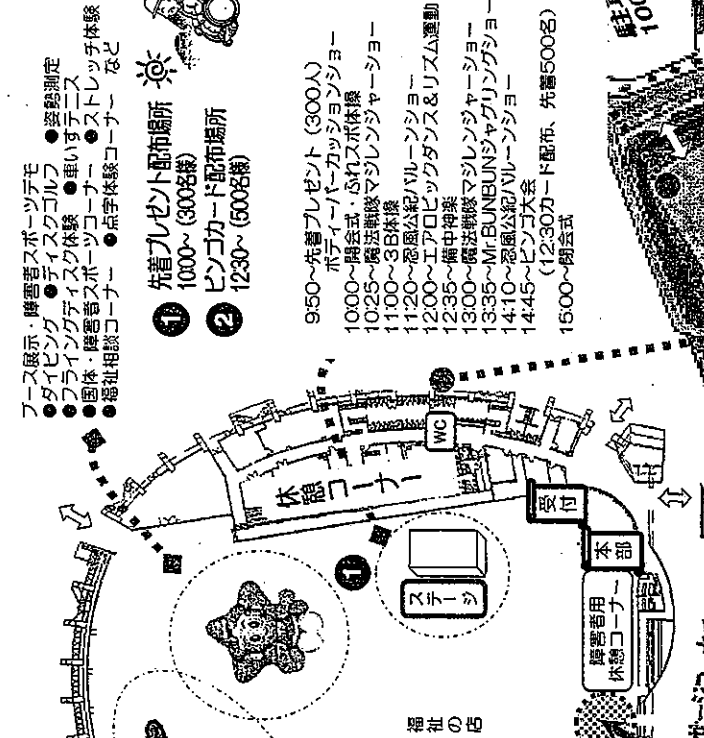 ブース展示・障害者スポーツデモ
●ダイビング ●ディスクゴルフ ●姿勢測定
●フライングディスク体験 ●車いすテニス
●国体・障害者スポーツコーナー ●ストレッチ体験
●福祉相談コーナー ●点字体験コーナー など
❶ 先着プレゼント配布場所
10:00~(300名様)
❷ ビンゴカード配布場所
12:30~(500名様)
9:50~先着プレゼント(300人)
ボディーパーカッションショー
10:00~開会式・ふれスポ体操
10:25~魔法戦隊マジレンジャーショー
11:00~3B体操
11:20~忍風公紀バルーンショー
12:00~エアロビックダンス&リズム運動
12:35~備中神楽
13:00~魔法戦隊マジレンジャーショー
13:35~Mr.BUNBUNジャグリングショー
14:10~忍風公紀バルーンショー
14:45~ビンゴ大会
(12:30カード配布、先着500名)
15:00~閉会式
休憩コーナー
WC
受付
本部
❶
ステージ
障害者用
休憩コーナー
福祉の店
駐車
100